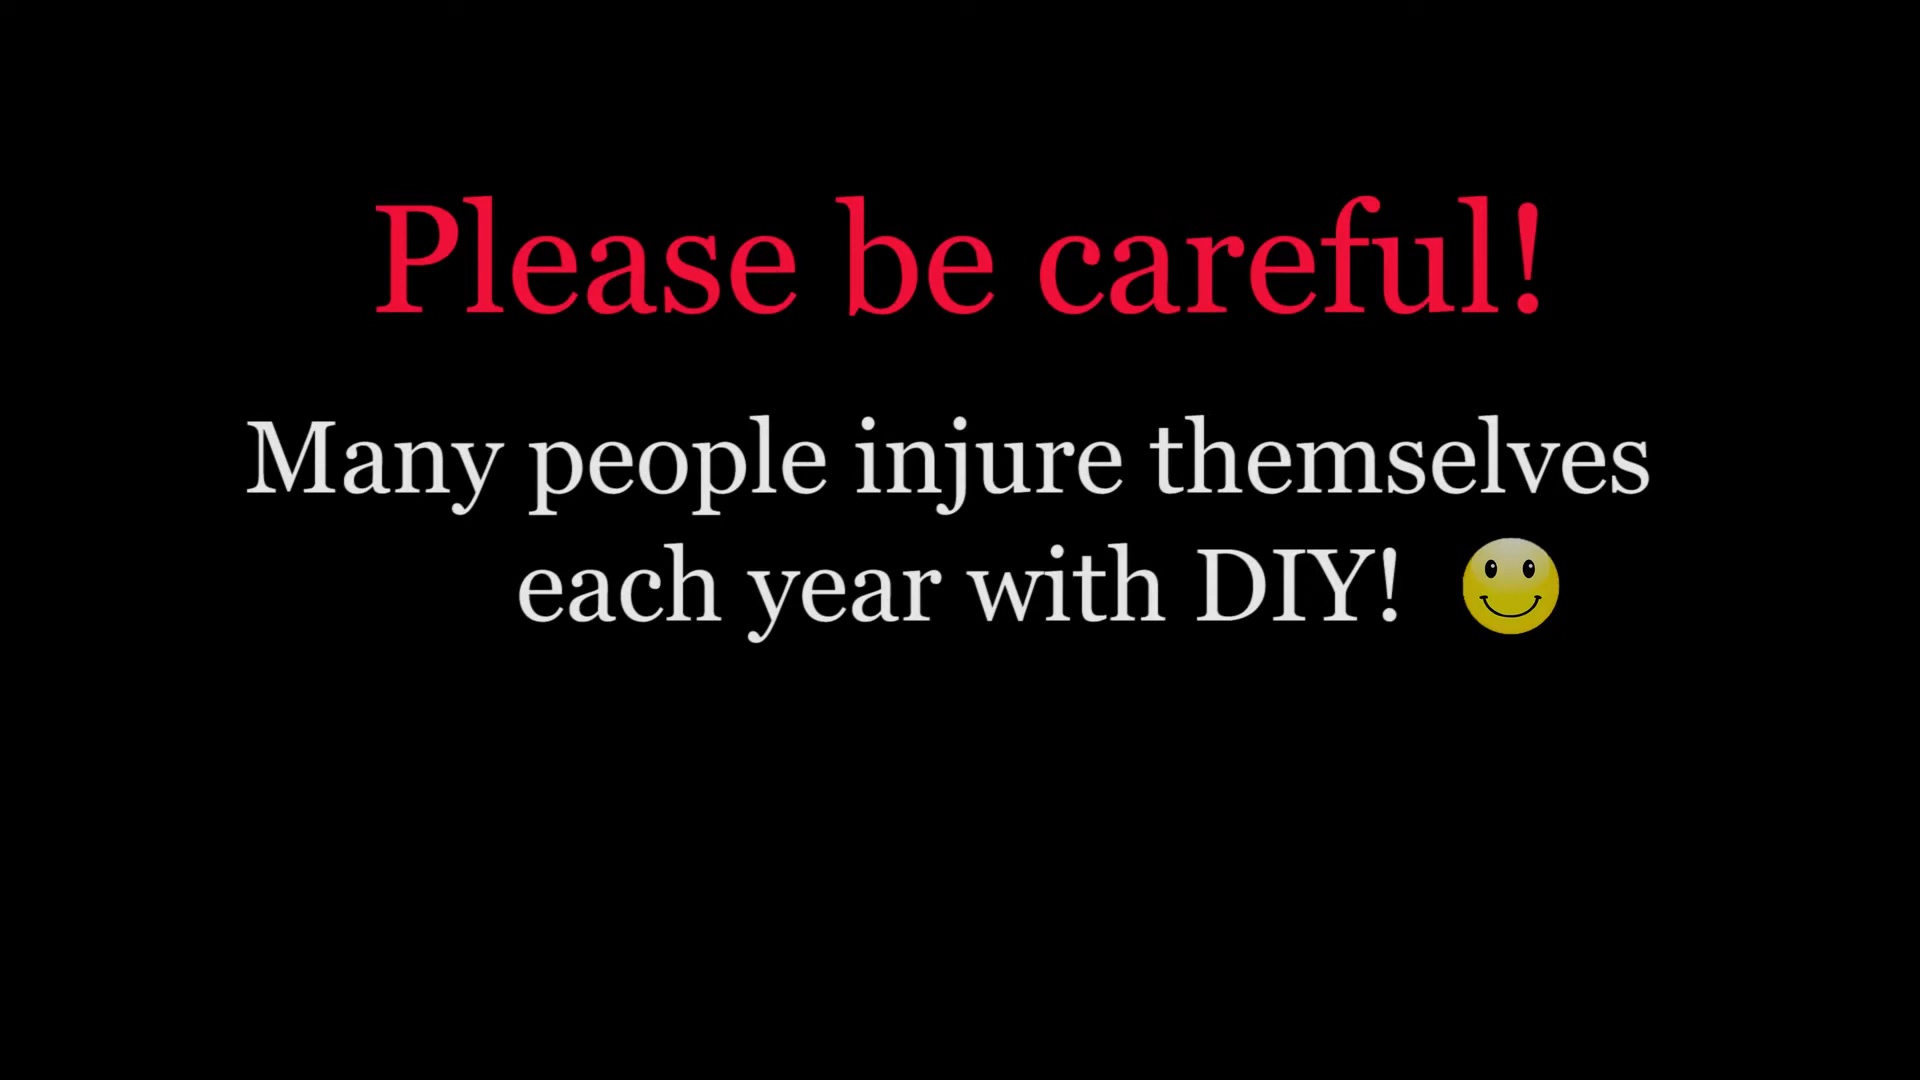 Please be careful!
Many people injure themselves
each year with DIY!